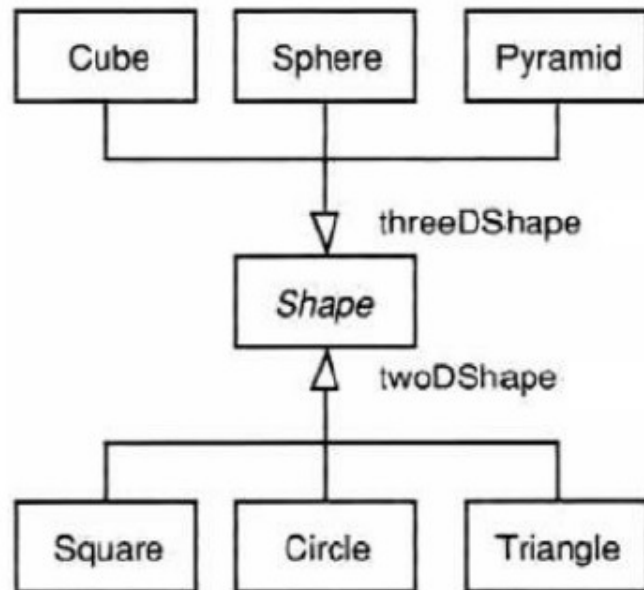 Cube Sphere Pyramid
threeDShape
Shape
twoDShape
Square Circle Triangle